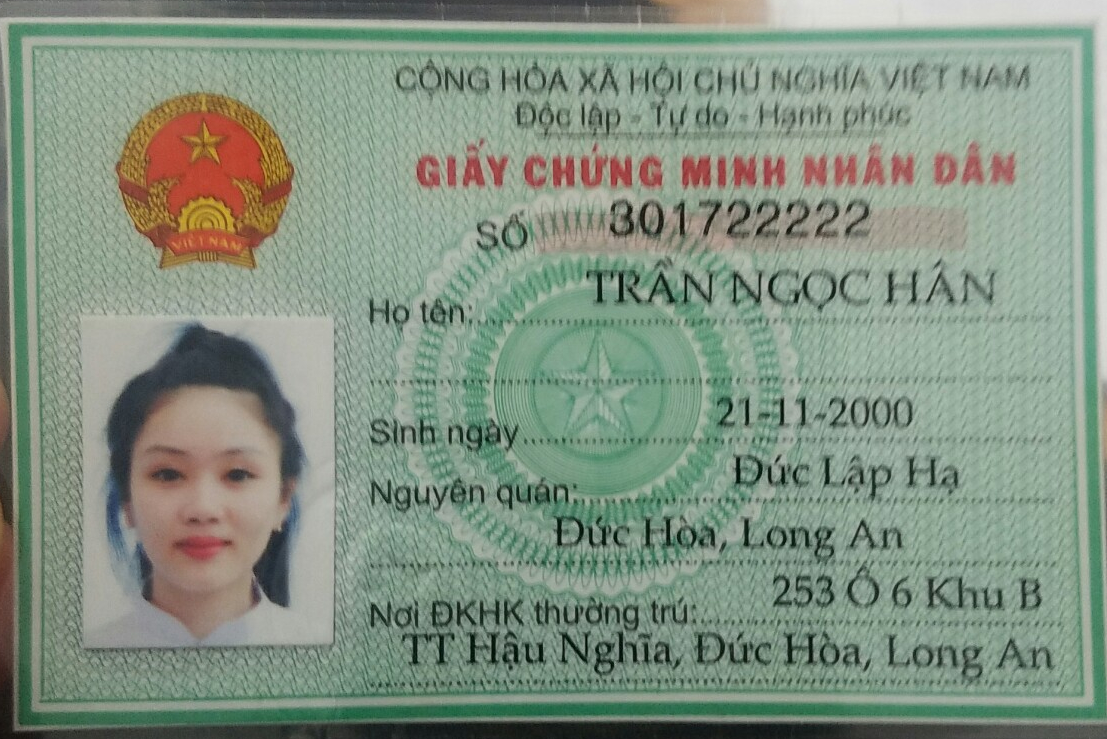 CỘNG HÒA XÃ HỘI CHỦ NGHĨA VIỆT NAM
Độc lập - Tự do - Hạnh phúc
GIẤY CHỨNG MINH NHÂN DÂN
SỐ 301722222
Họ tên: TRẦN NGỌC HÂN
Sinh ngày 21-11-2000
Nguyên quán: Đức Lập Hạ
Đức Hòa, Long An
Nơi ĐKHK thường trú: 253 Ô 6 Khu B
TT Hậu Nghĩa, Đức Hòa, Long An
VIỆT NAM